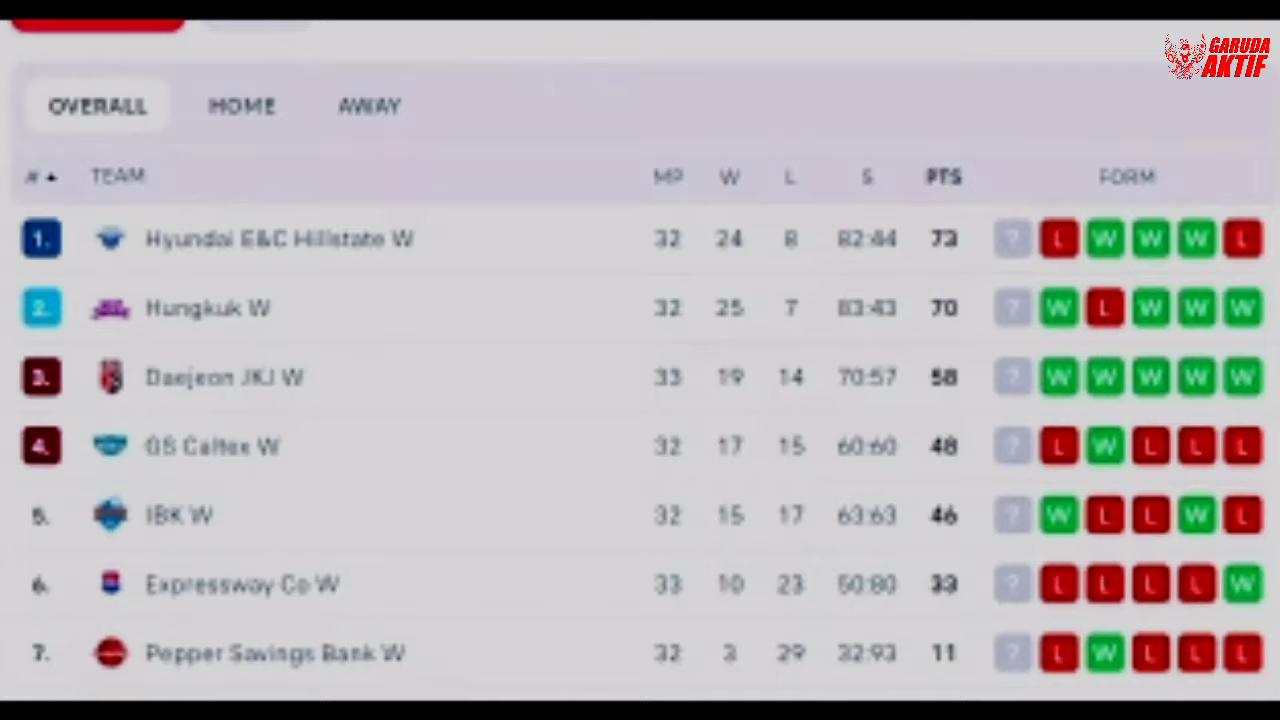 GARUDA
AKTIF
OVERALL HOME AWAY
# TEAM MP W L S PTS FORM
1. Hyundai E&C Hillstate W 32 24 8 82:44 73 ? L W W W L
2. Hungkuk W 32 25 7 83:43 70 ? W L W W W
3. Daejeon JKJ W 33 19 14 70:57 58 ? W W W W W
4. GS Caltex W 32 17 15 60:60 48 ? L W L L L
5. IBK W 32 15 17 63:63 46 ? W L L W L
6. Expressway Co W 33 10 23 50:80 33 ? L L L L W
7. Pepper Savings Bank W 32 3 29 32:93 11 ? L W L L L